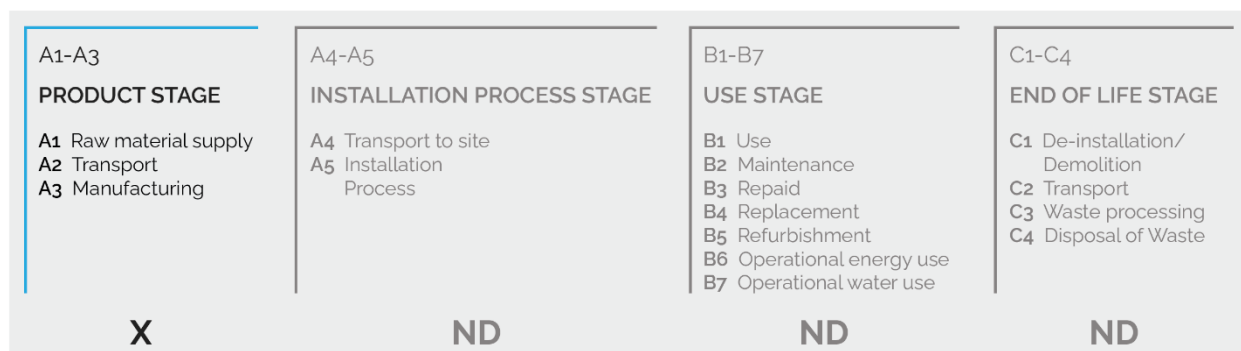 A1-A3
PRODUCT STAGE
A1 Raw material supply
A2 Transport
A3 Manufacturing
X
A4-A5
INSTALLATION PROCESS STAGE
A4 Transport to site
A5 Installation
Process
ND
B1-B7
USE STAGE
B1 Use
B2 Maintenance
B3 Repaid
B4 Replacement
B5 Refurbishment
B6 Operational energy use
B7 Operational water use
ND
C1-C4
END OF LIFE STAGE
C1 De-installation/
Demolition
C2 Transport
C3 Waste processing
C4 Disposal of Waste
ND